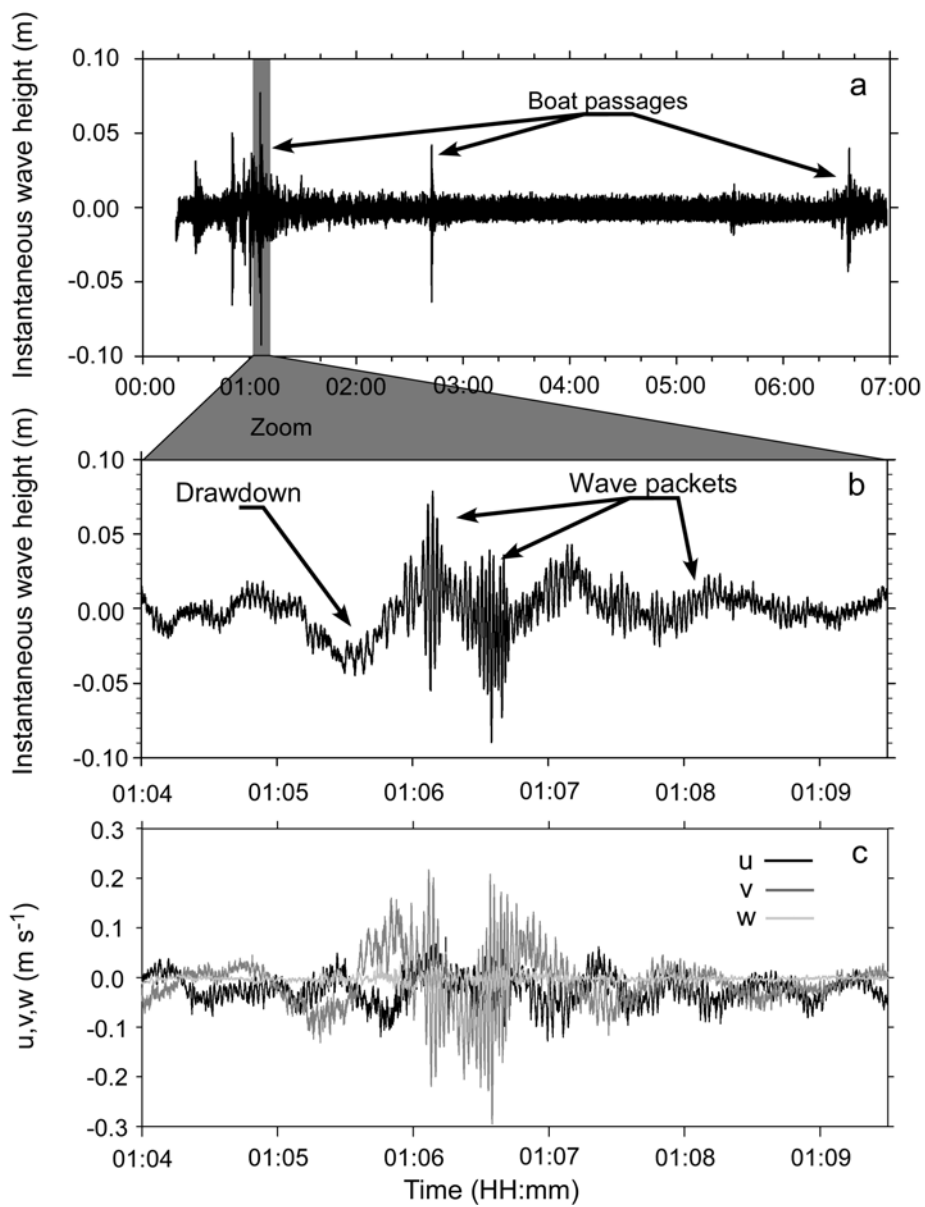 Instantaneous wave height (m)
0.10
0.05
0.00
-0.05
-0.10
a
Boat passages
00:00 01:00 02:00 03:00 04:00 05:00 06:00 07:00
Zoom
Instantaneous wave height (m)
0.10
0.05
0.00
-0.05
-0.10
b
Drawdown
Wave packets
01:04 01:05 01:06 01:07 01:08 01:09
u,v,w (m s⁻¹)
0.3
0.2
0.1
0.0
-0.1
-0.2
-0.3
c
u
v
w
01:04 01:05 01:06 01:07 01:08 01:09
Time (HH:mm)